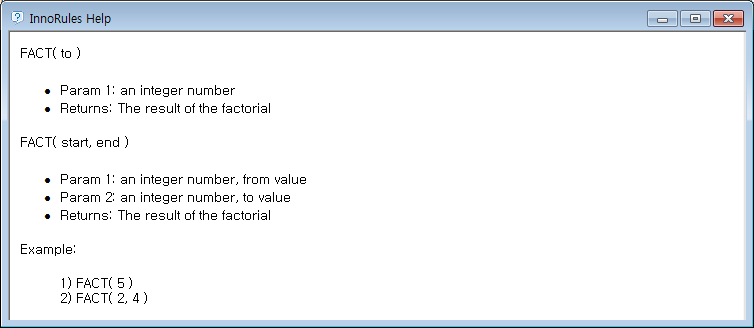 InnoRules Help
FACT( to )
• Param 1: an integer number
• Returns: The result of the factorial
FACT( start, end )
• Param 1: an integer number, from value
• Param 2: an integer number, to value
• Returns: The result of the factorial
Example:
1) FACT( 5 )
2) FACT( 2, 4 )